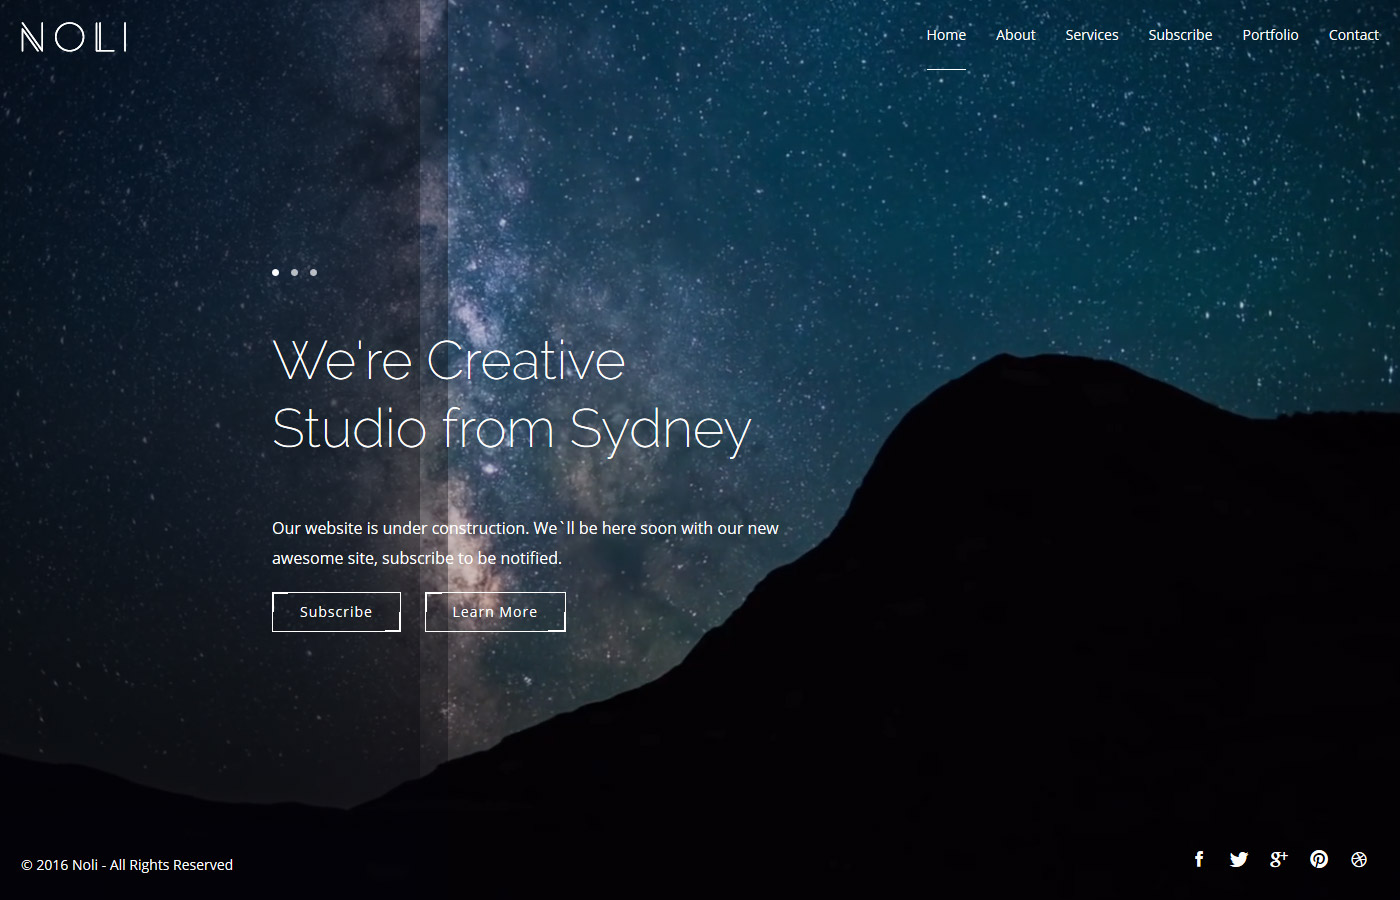 NOLI
Home About Services Subscribe Portfolio Contact
We're Creative
Studio from Sydney
Our website is under construction. We`ll be here soon with our new
awesome site, subscribe to be notified.
Subscribe Learn More
© 2016 Noli - All Rights Reserved